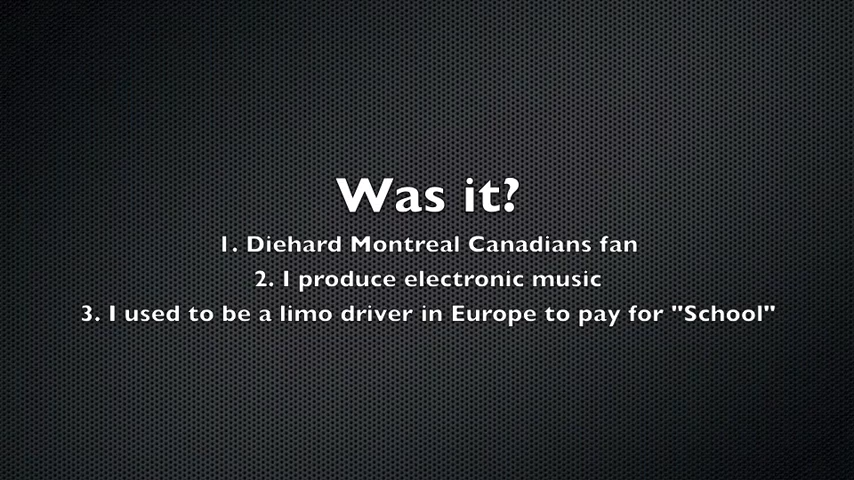 Was it?
1. Diehard Montreal Canadians fan
2. I produce electronic music
3. I used to be a limo driver in Europe to pay for "School"